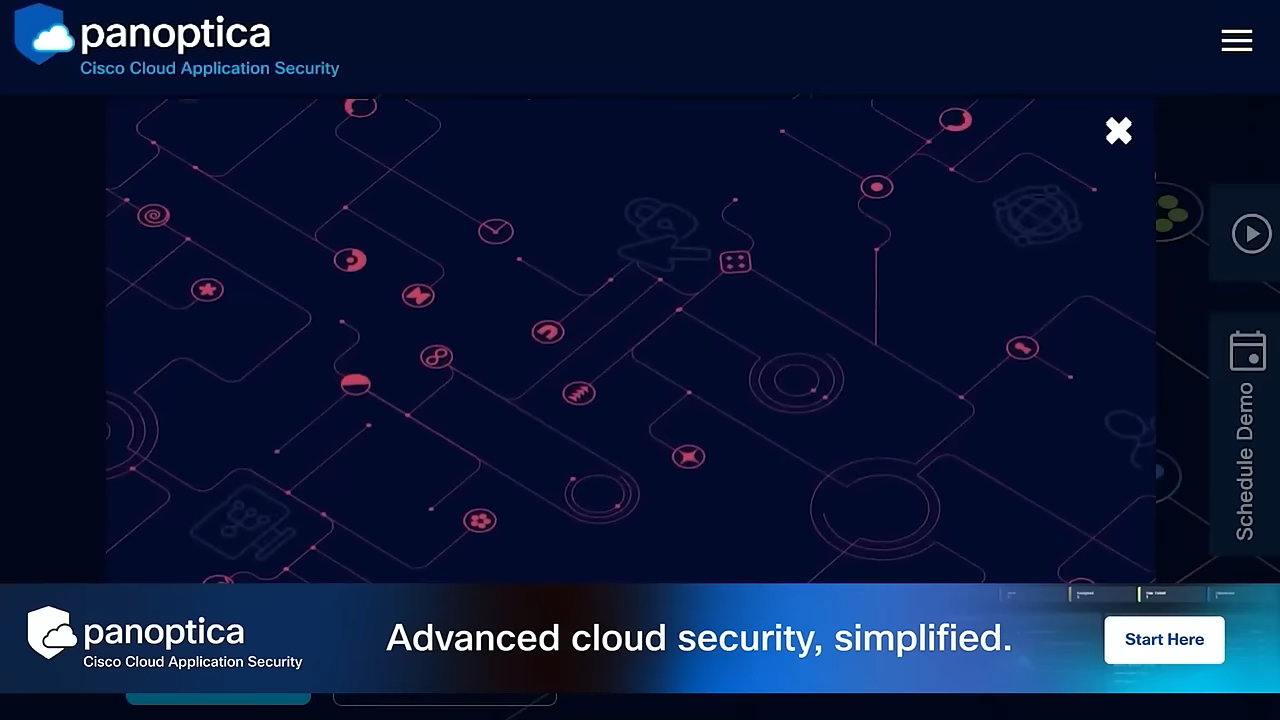 panoptica
Cisco Cloud Application Security
Schedule Demo
panoptica
Cisco Cloud Application Security
Advanced cloud security, simplified.
Start Here